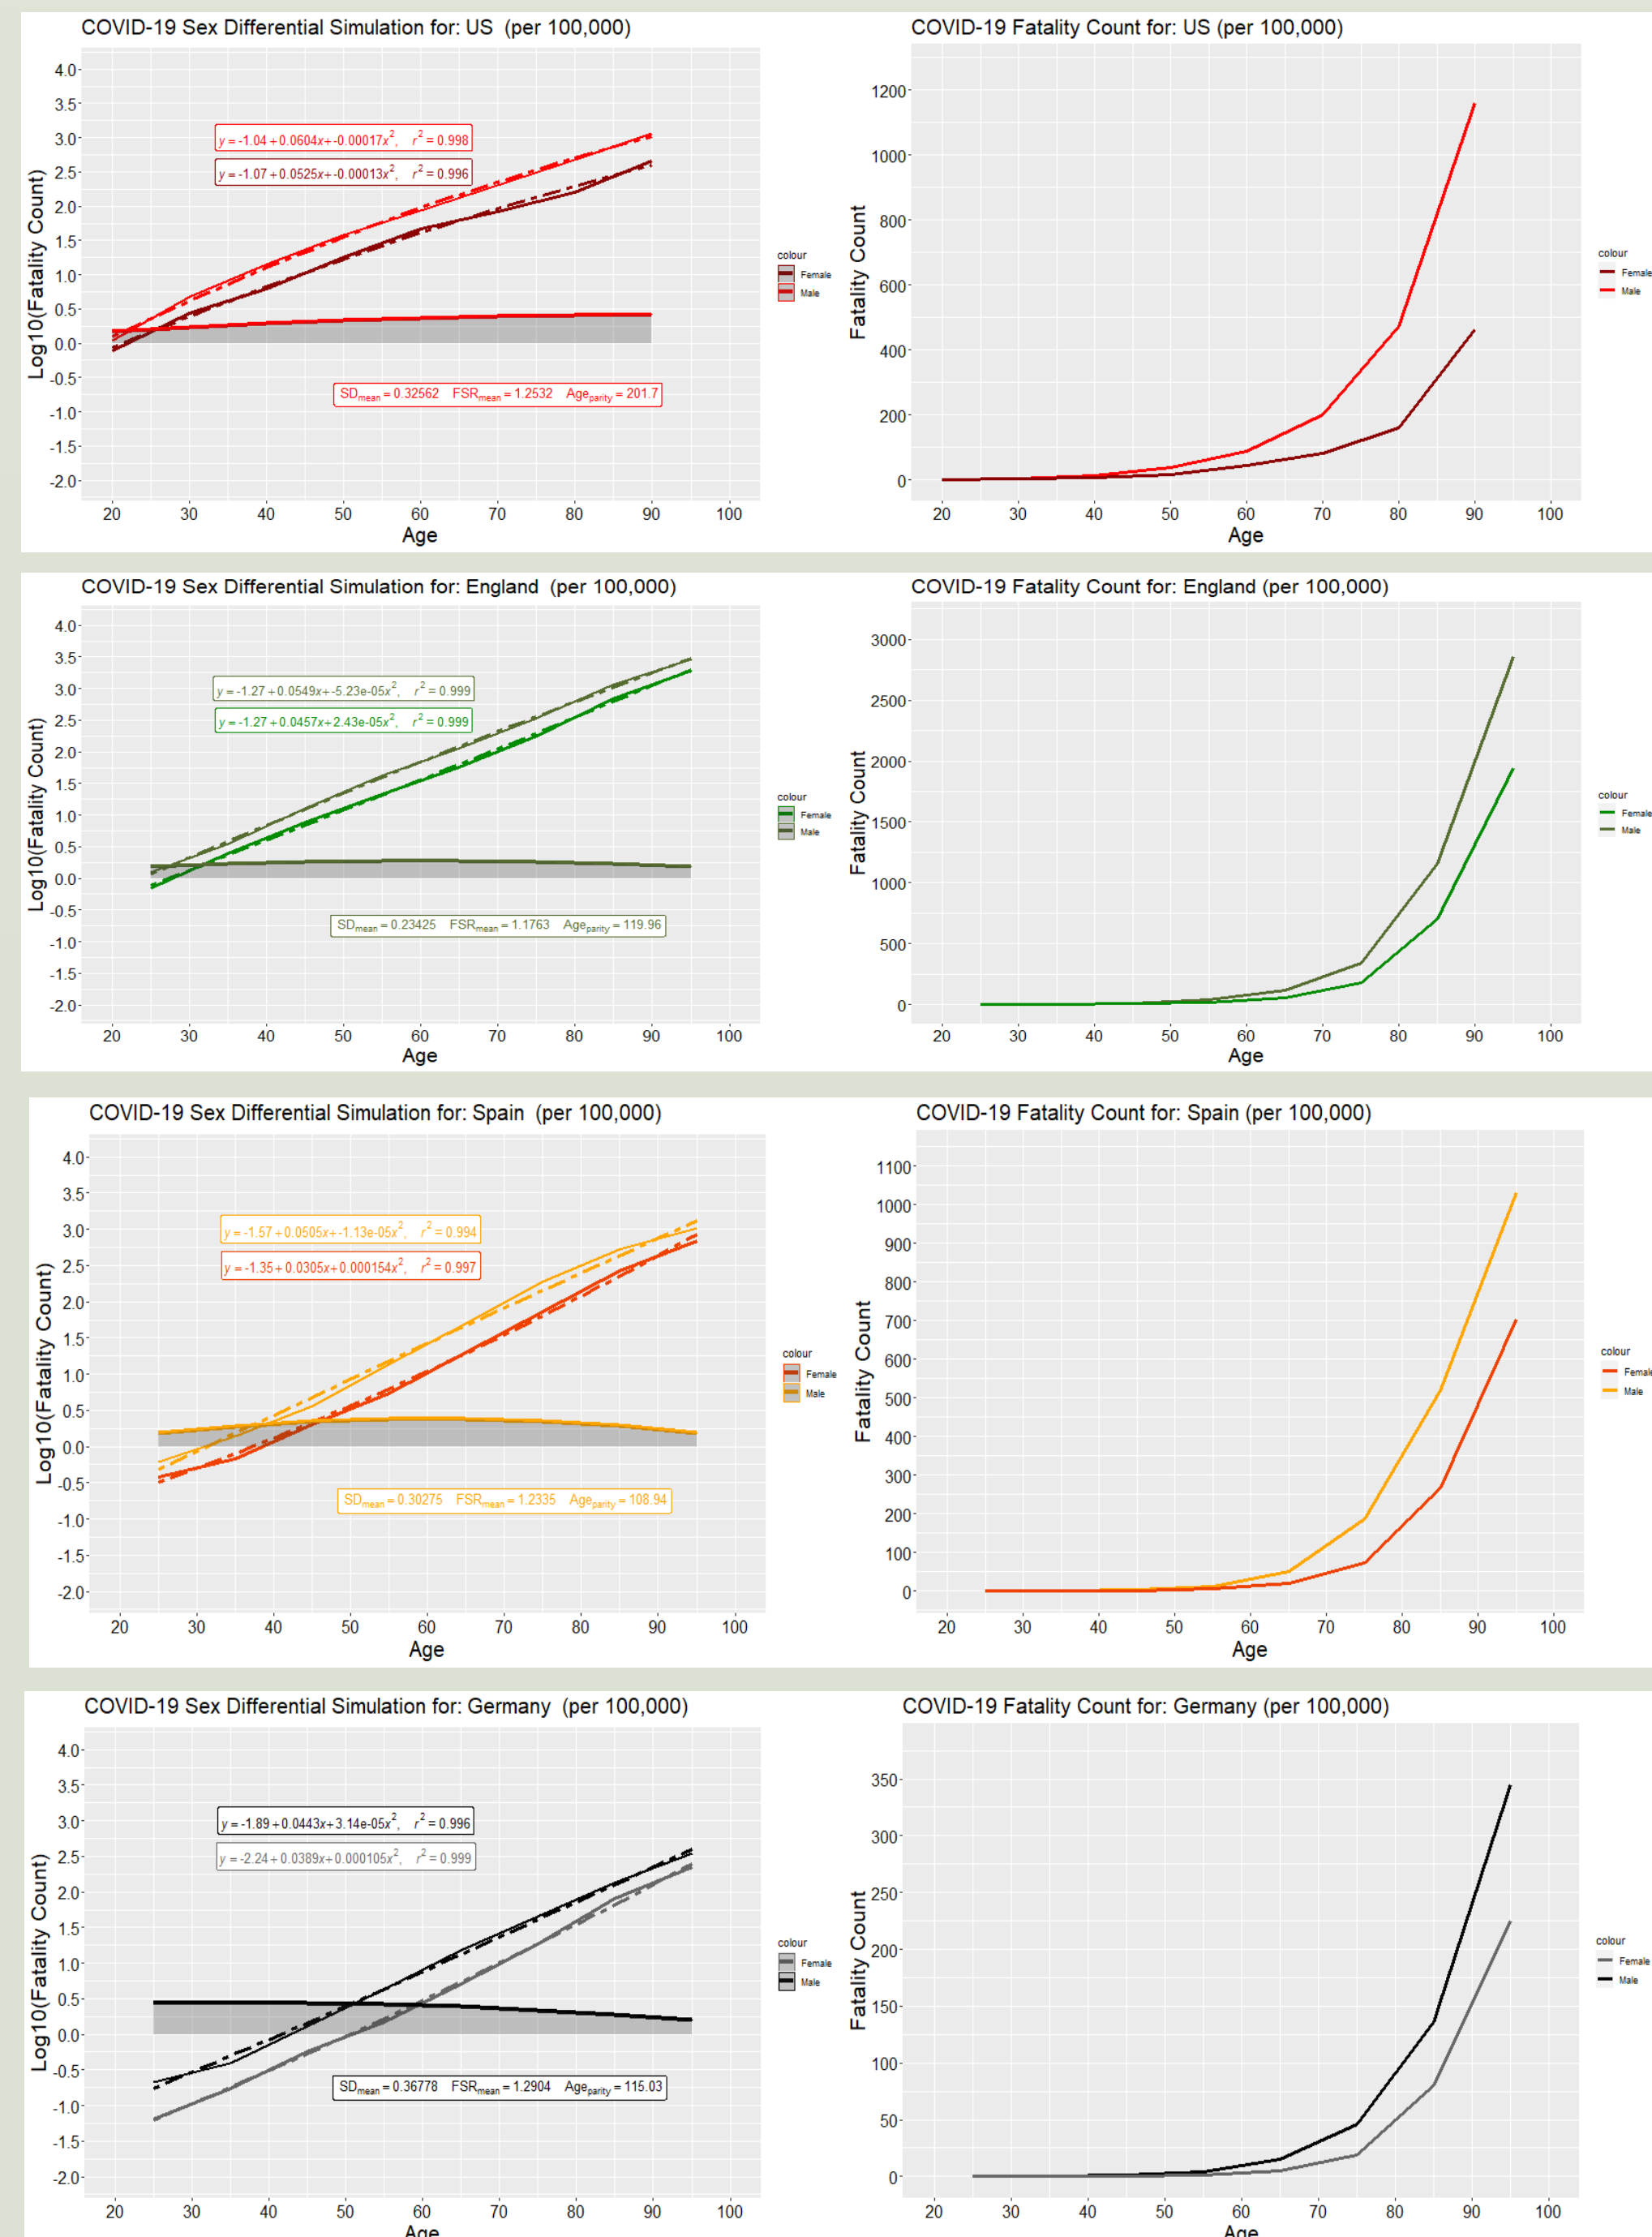 COVID-19 Sex Differential Simulation for: US (per 100,000)
Log10(Fatality Count)
4.0
3.5
3.0
2.5
2.0
1.5
1.0
0.5
0.0
-0.5
-1.0
-1.5
-2.0
y = -1.04 + 0.0604x+-0.00017x², r² = 0.998
y = -1.07 + 0.0525x+-0.00013x², r² = 0.996
SDmean = 0.32562 FSRmean = 1.2532 Ageparity = 201.7
20 30 40 50 60 70 80 90 100
Age
colour
Female
Male
COVID-19 Fatality Count for: US (per 100,000)
Fatality Count
1200
1000
800
600
400
200
0
20 30 40 50 60 70 80 90 100
Age
colour
Female
Male
COVID-19 Sex Differential Simulation for: England (per 100,000)
Log10(Fatality Count)
4.0
3.5
3.0
2.5
2.0
1.5
1.0
0.5
0.0
-0.5
-1.0
-1.5
-2.0
y = -1.27 + 0.0549x+-5.23e-05x², r² = 0.999
y = -1.27 + 0.0457x+2.43e-05x², r² = 0.999
SDmean = 0.23425 FSRmean = 1.1763 Ageparity = 119.96
20 30 40 50 60 70 80 90 100
Age
colour
Female
Male
COVID-19 Fatality Count for: England (per 100,000)
Fatality Count
3000
2500
2000
1500
1000
500
0
20 30 40 50 60 70 80 90 100
Age
colour
Female
Male
COVID-19 Sex Differential Simulation for: Spain (per 100,000)
Log10(Fatality Count)
4.0
3.5
3.0
2.5
2.0
1.5
1.0
0.5
0.0
-0.5
-1.0
-1.5
-2.0
y = -1.57 + 0.0505x+-1.13e-05x², r² = 0.994
y = -1.35 + 0.0305x+0.000154x², r² = 0.997
SDmean = 0.30275 FSRmean = 1.2335 Ageparity = 108.94
20 30 40 50 60 70 80 90 100
Age
colour
Female
Male
COVID-19 Fatality Count for: Spain (per 100,000)
Fatality Count
1100
1000
900
800
700
600
500
400
300
200
100
0
20 30 40 50 60 70 80 90 100
Age
colour
Female
Male
COVID-19 Sex Differential Simulation for: Germany (per 100,000)
Log10(Fatality Count)
4.0
3.5
3.0
2.5
2.0
1.5
1.0
0.5
0.0
-0.5
-1.0
-1.5
-2.0
y = -1.89 + 0.0443x+3.14e-05x², r² = 0.996
y = -2.24 + 0.0389x+0.000105x², r² = 0.999
SDmean = 0.36778 FSRmean = 1.2904 Ageparity = 115.03
20 30 40 50 60 70 80 90 100
Age
colour
Female
Male
COVID-19 Fatality Count for: Germany (per 100,000)
Fatality Count
350
300
250
200
150
100
50
0
20 30 40 50 60 70 80 90 100
Age
colour
Female
Male